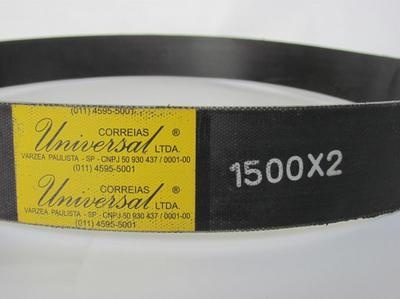 (011) 4595-5001
CORREIAS ®
Universal LTDA.
VARZEA PAULISTA - SP - CNPJ 50 930 437 / 0001-00
(011) 4595-5001
CORREIAS ®
Universal LTDA.
VARZEA PAULISTA - SP - CNPJ 50 930 437 / 0001-00
(011) 4595-5001
1500X2